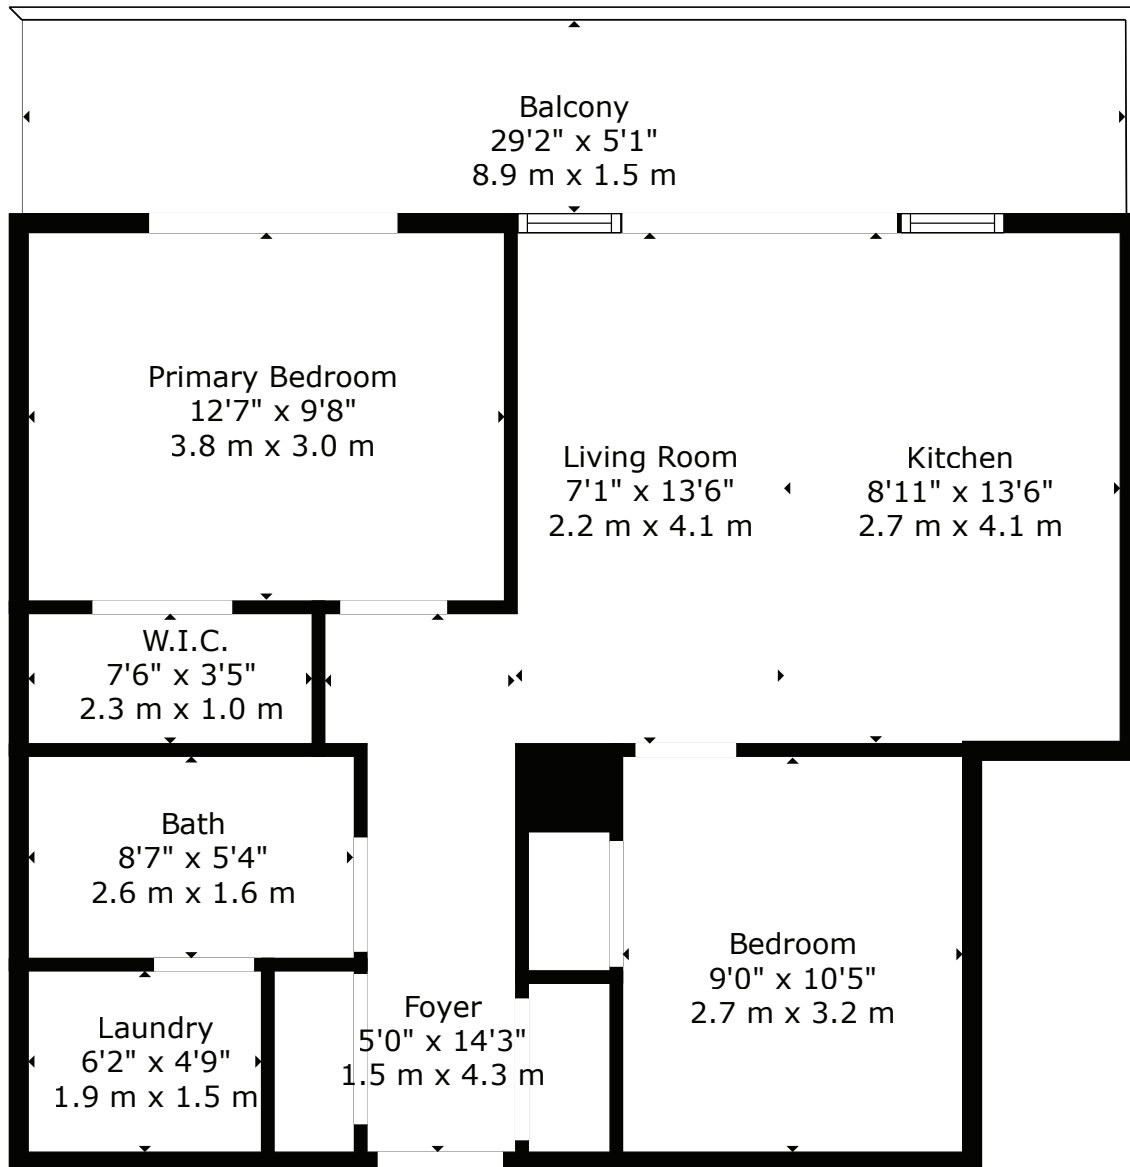 Balcony
29'2" x 5'1"
8.9 m x 1.5 m
Primary Bedroom
12'7" x 9'8"
3.8 m x 3.0 m
Living Room
7'1" x 13'6"
2.2 m x 4.1 m
Kitchen
8'11" x 13'6"
2.7 m x 4.1 m
W.I.C.
7'6" x 3'5"
2.3 m x 1.0 m
Bath
8'7" x 5'4"
2.6 m x 1.6 m
Bedroom
9'0" x 10'5"
2.7 m x 3.2 m
Laundry
6'2" x 4'9"
1.9 m x 1.5 m
Foyer
5'0" x 14'3"
1.5 m x 4.3 m